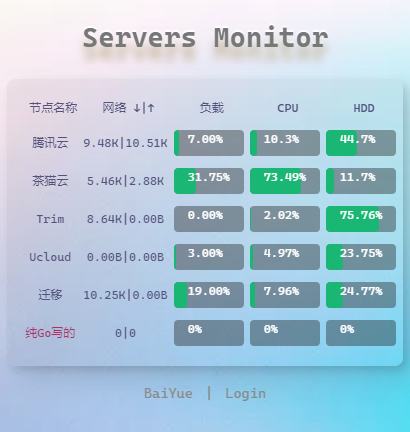 Servers Monitor
节点名称 网络 ↓|↑ 负载 CPU HDD
腾讯云 9.48K|10.51K 7.00% 10.3% 44.7%
茶猫云 5.46K|2.88K 31.75% 73.49% 11.7%
Trim 8.64K|0.00B 0.00% 2.02% 75.76%
Ucloud 0.00B|0.00B 3.00% 4.97% 23.75%
迁移 10.25K|0.00B 19.00% 7.96% 24.77%
纯Go写的 0|0 0% 0% 0%
BaiYue | Login